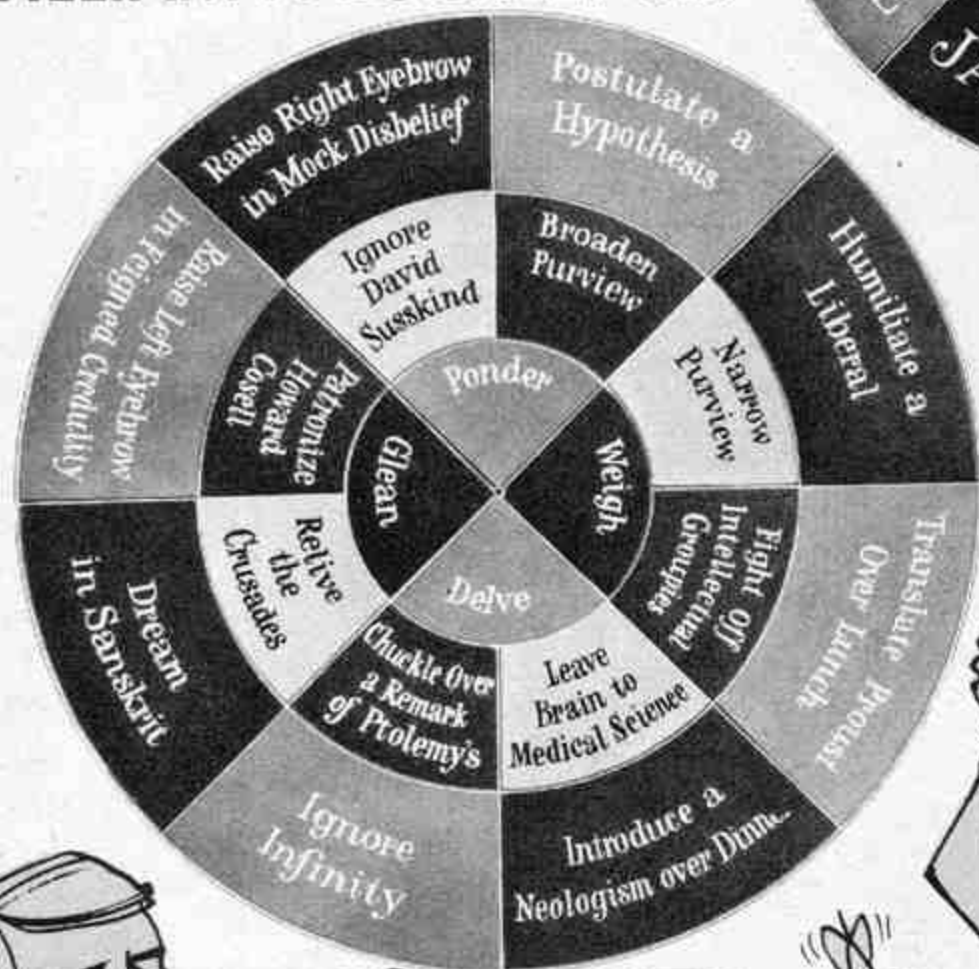 JA
Raise Right Eyebrow
in Mock Disbelief
Postulate a
Hypothesis
Humiliate a
Liberal
Translate Proust
Over Lunch
Introduce a
Neologism over
Ignore
Infinity
Dream
in Sanskrit
Raise Left Eyebrow
in Feigned Credulity
Ignore
David
Susskind
Broaden
Purview
Narrow
Purview
Fight off
Intellectual
Groupies
Leave
Brain to
Medical Science
Chuckle Over
a Remark
of Ptolemy's
Relive
the
Crusades
Patronize
Howard
Cosell
Ponder
Weigh
Delve
Glean